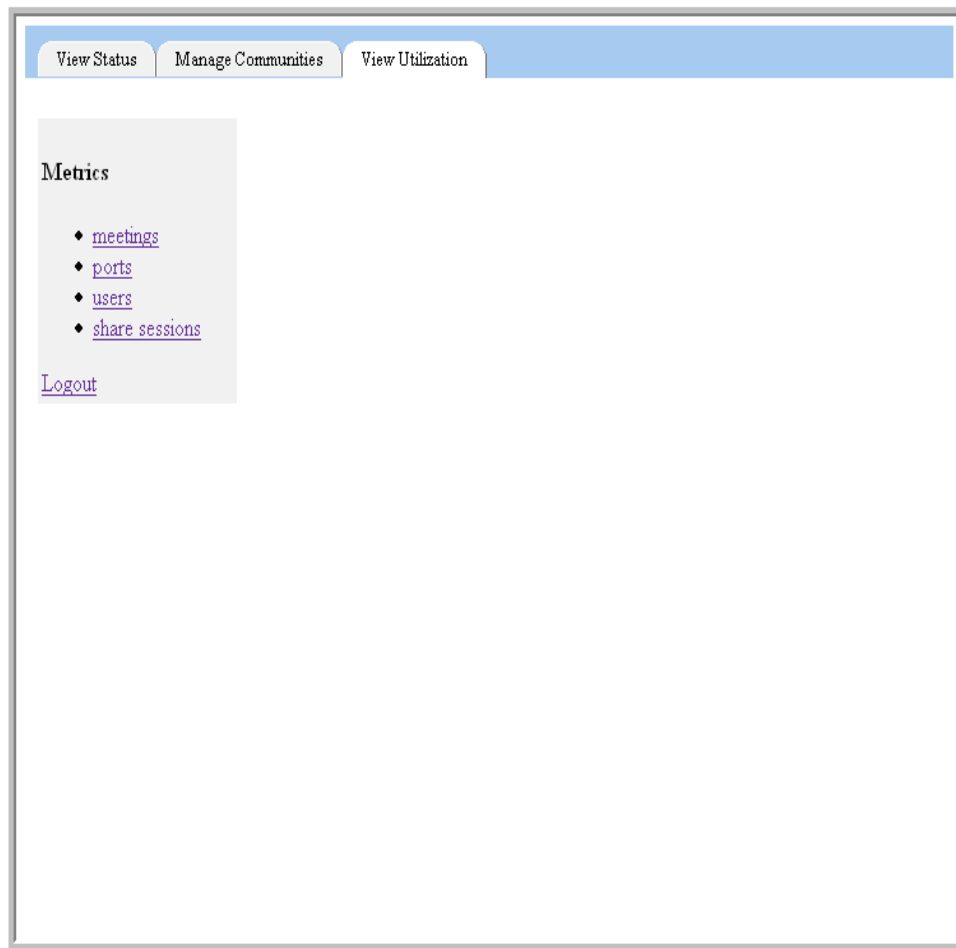 View Status Manage Communities View Utilization
Metrics
meetings
ports
users
share sessions
Logout